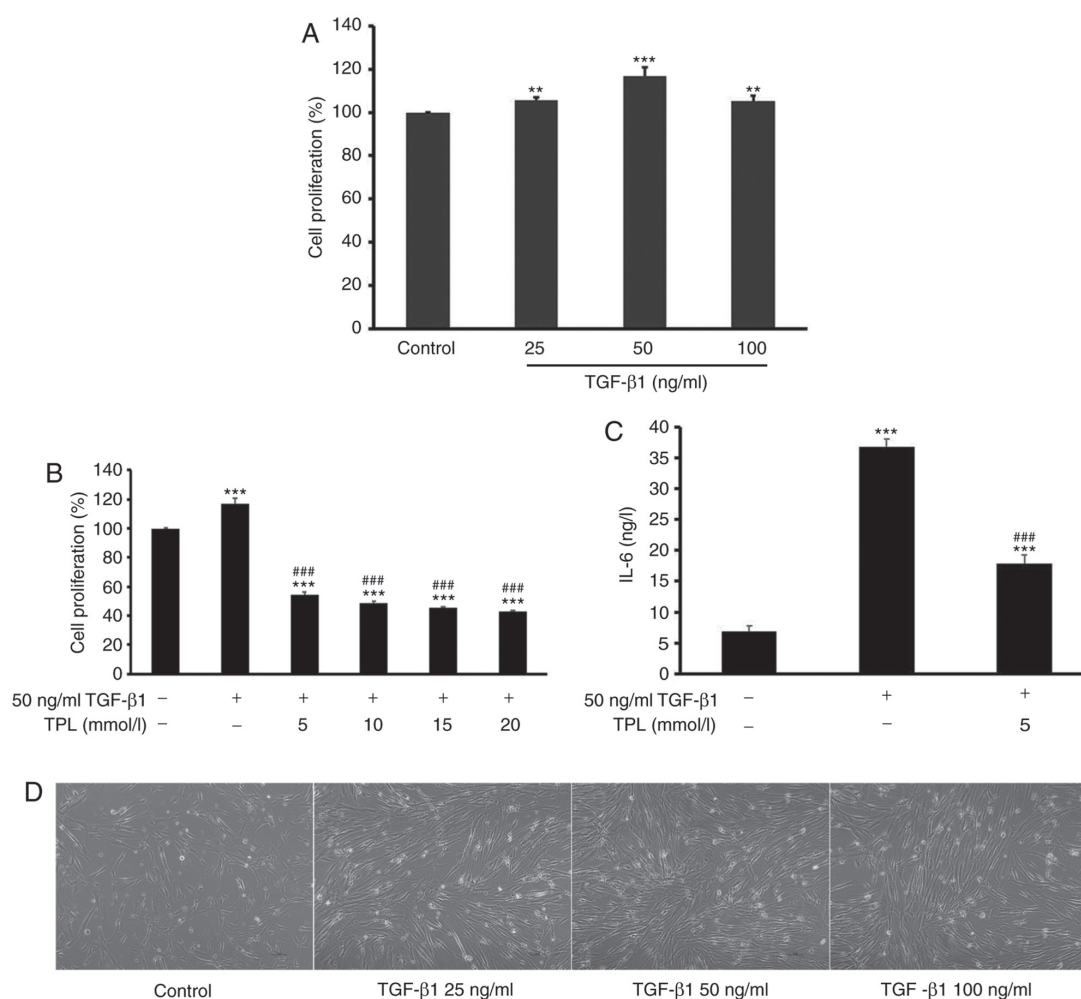 A
140
120
100
80
60
40
20
0
Cell proliferation (%)
**
***
**
Control 25 50 100
TGF-β1 (ng/ml)
B
140
120
100
80
60
40
20
0
Cell proliferation (%)
***
### ### ### ###
*** *** *** ***
50 ng/ml TGF-β1 – + + + + +
TPL (mmol/l) – – 5 10 15 20
C
40
35
30
25
20
15
10
5
0
IL-6 (ng/l)
***
###
***
50 ng/ml TGF-β1 – + +
TPL (mmol/l) – – 5
D
Control TGF-β1 25 ng/ml TGF-β1 50 ng/ml TGF -β1 100 ng/ml